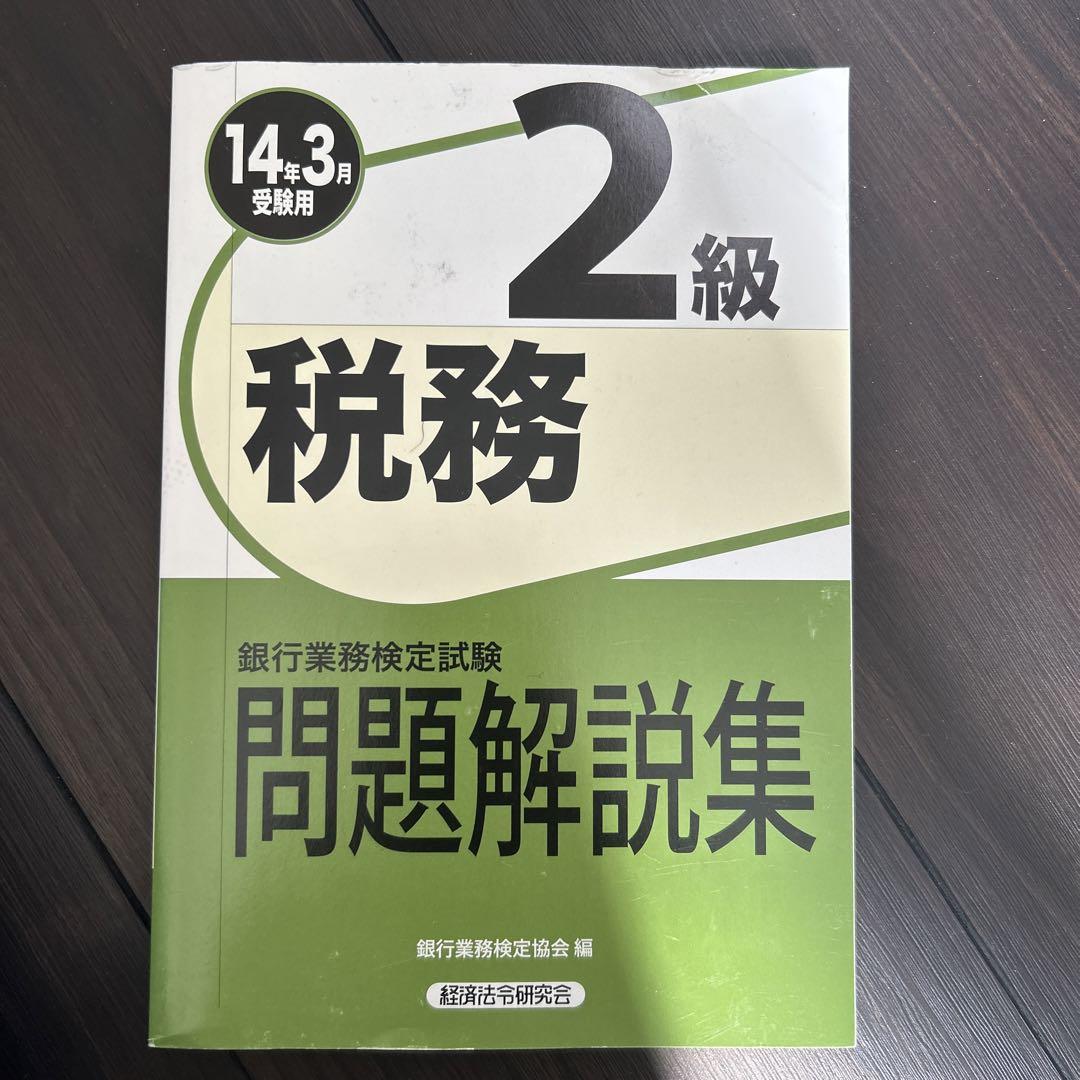 14年3月
受験用
2級
税務
銀行業務検定試験
問題解説集
銀行業務検定協会 編
経済法令研究会